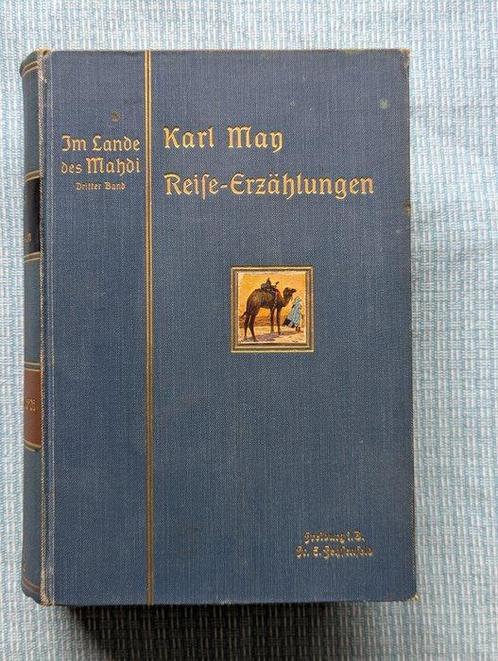 Im Lande
des Mahdi
Dritter Band
Karl May
Reise-Erzählungen
Freiburg i. B.
Fr. E. Fehsenfeld